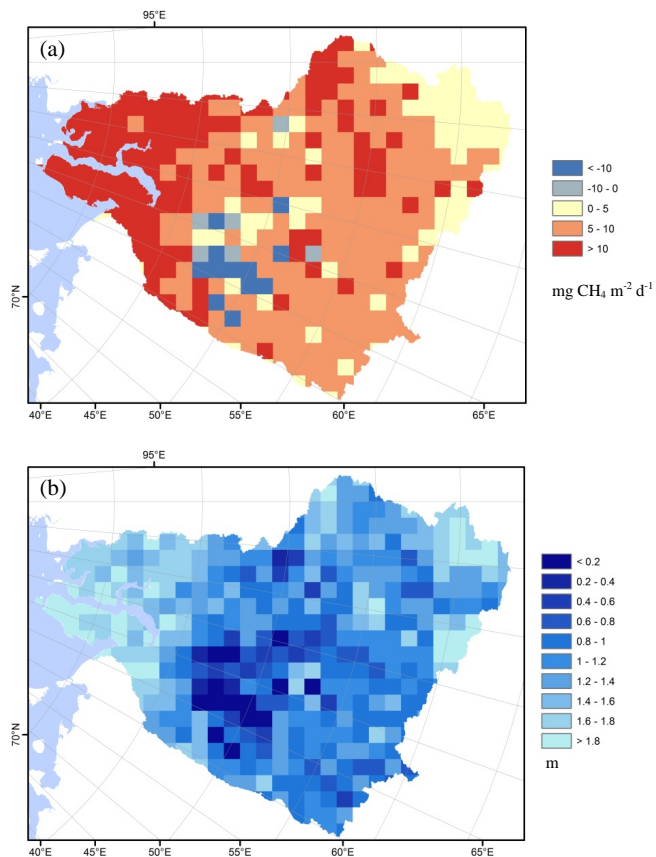 95°E
(a)
< -10
-10 - 0
0 - 5
5 - 10
> 10
mg CH₄ m⁻² d⁻¹
70°N
40°E 45°E 50°E 55°E 60°E 65°E
95°E
(b)
< 0.2
0.2 - 0.4
0.4 - 0.6
0.6 - 0.8
0.8 - 1
1 - 1.2
1.2 - 1.4
1.4 - 1.6
1.6 - 1.8
> 1.8
m
70°N
40°E 45°E 50°E 55°E 60°E 65°E